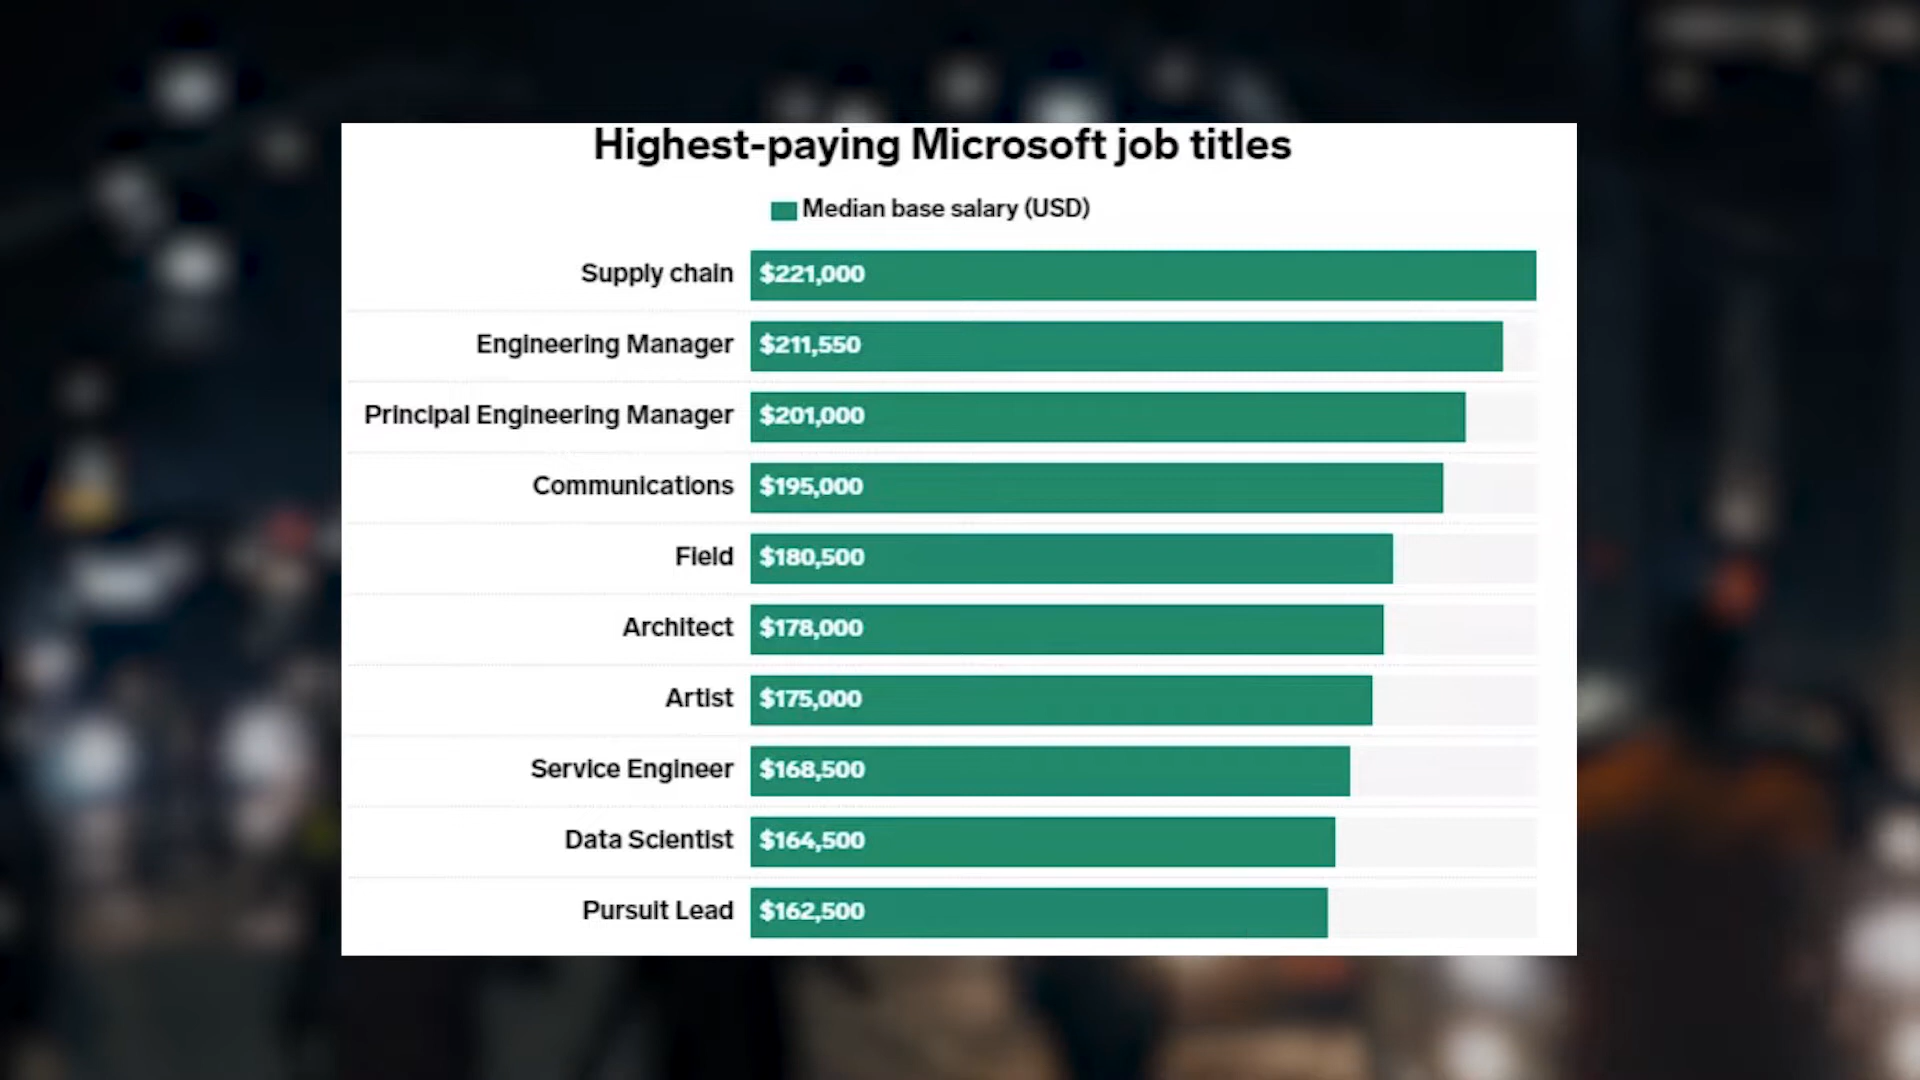 Highest-paying Microsoft job titles
Median base salary (USD)
Supply chain $221,000
Engineering Manager $211,550
Principal Engineering Manager $201,000
Communications $195,000
Field $180,500
Architect $178,000
Artist $175,000
Service Engineer $168,500
Data Scientist $164,500
Pursuit Lead $162,500